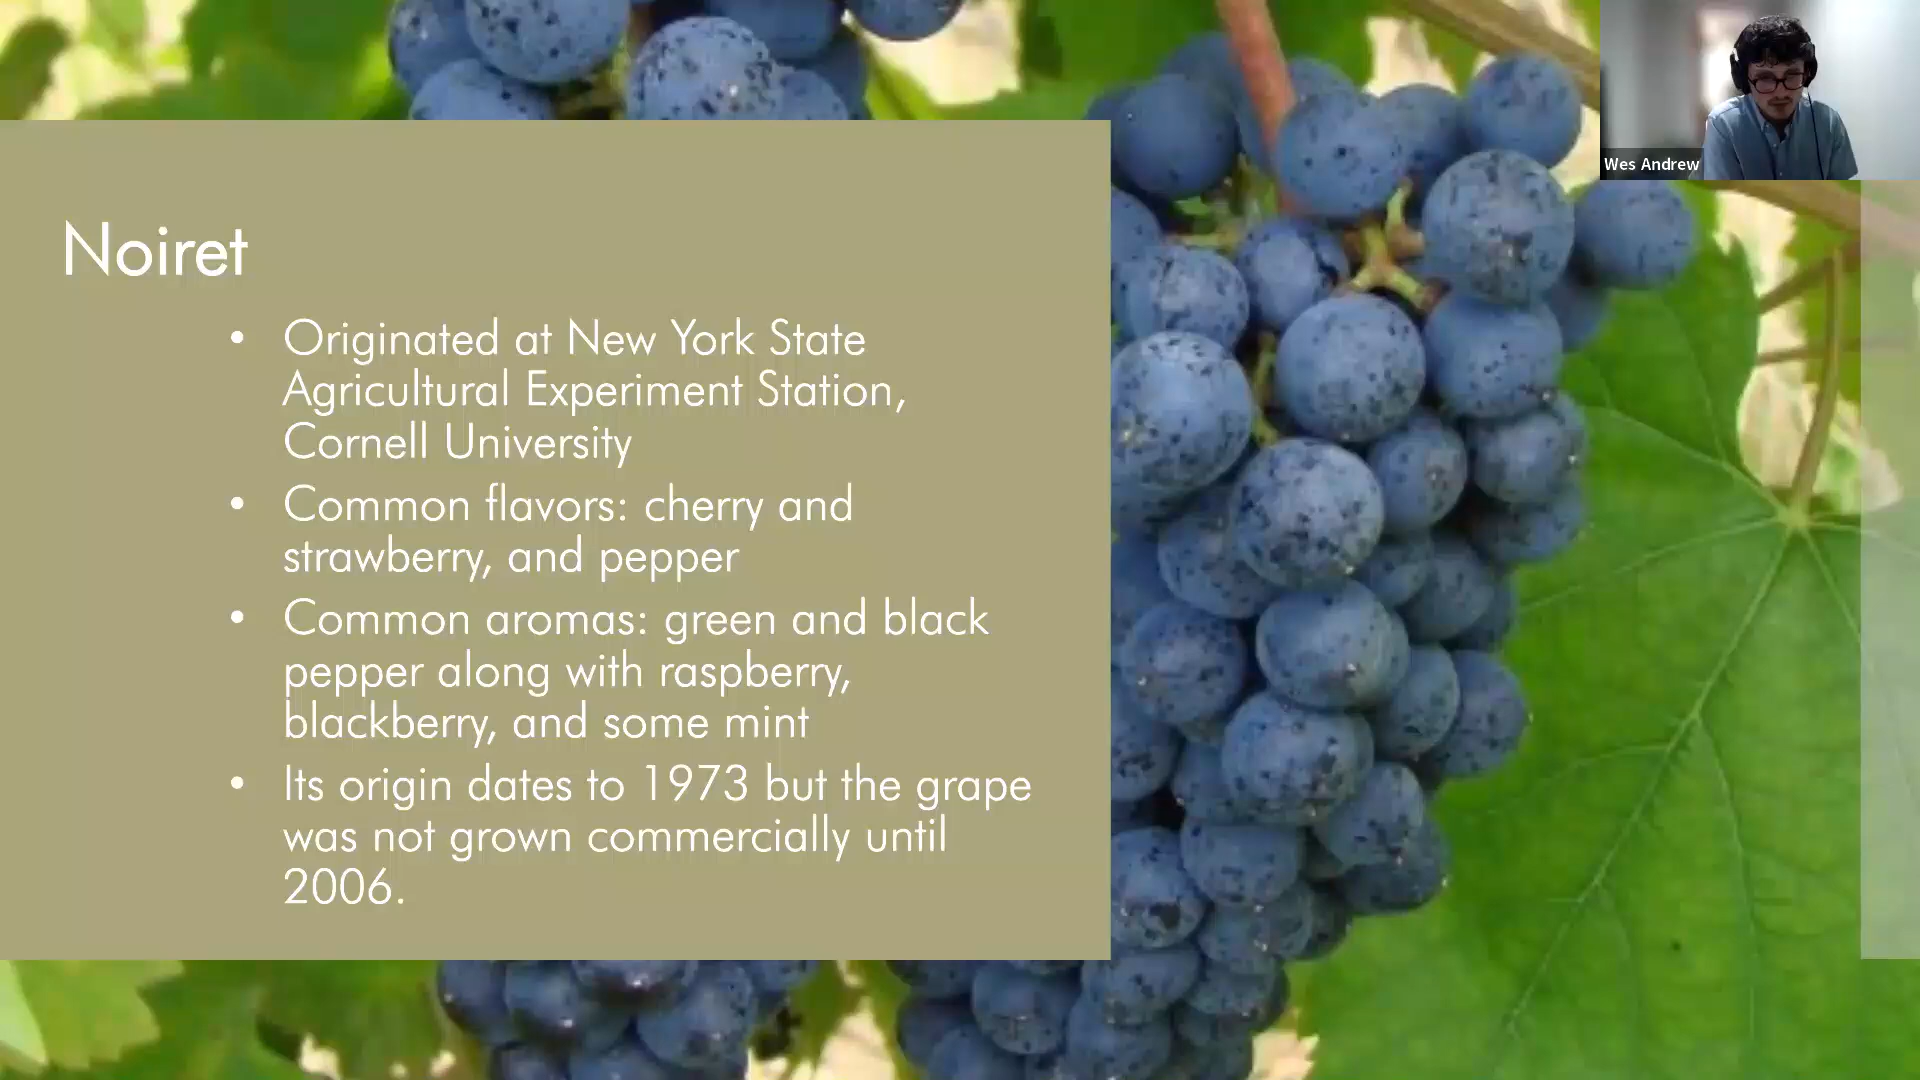 Wes Andrew
Noiret
• Originated at New York State
Agricultural Experiment Station,
Cornell University
• Common flavors: cherry and
strawberry, and pepper
• Common aromas: green and black
pepper along with raspberry,
blackberry, and some mint
• Its origin dates to 1973 but the grape
was not grown commercially until
2006.